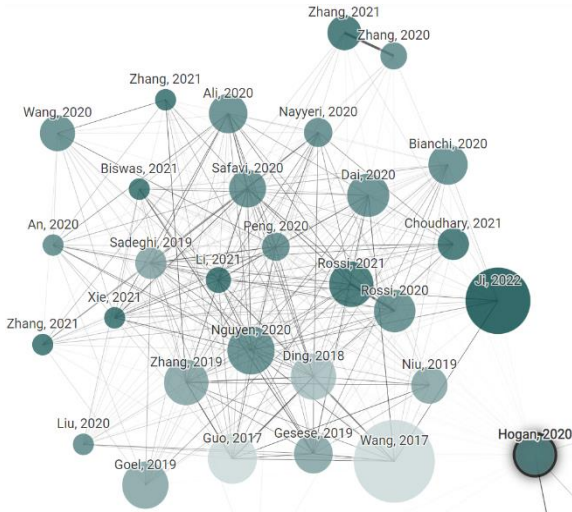 Zhang, 2021
Zhang, 2020
Zhang, 2021
Ali, 2020
Wang, 2020
Nayyeri, 2020
Bianchi, 2020
Biswas, 2021
Safavi, 2020
Dai, 2020
An, 2020
Peng, 2020
Choudhary, 2021
Sadeghi, 2019
Li, 2021
Rossi, 2021
Ji, 2022
Xie, 2021
Rossi, 2020
Zhang, 2021
Nguyen, 2020
Zhang, 2019
Ding, 2018
Niu, 2019
Liu, 2020
Guo, 2017
Gesese, 2019
Wang, 2017
Hogan, 2020
Goel, 2019